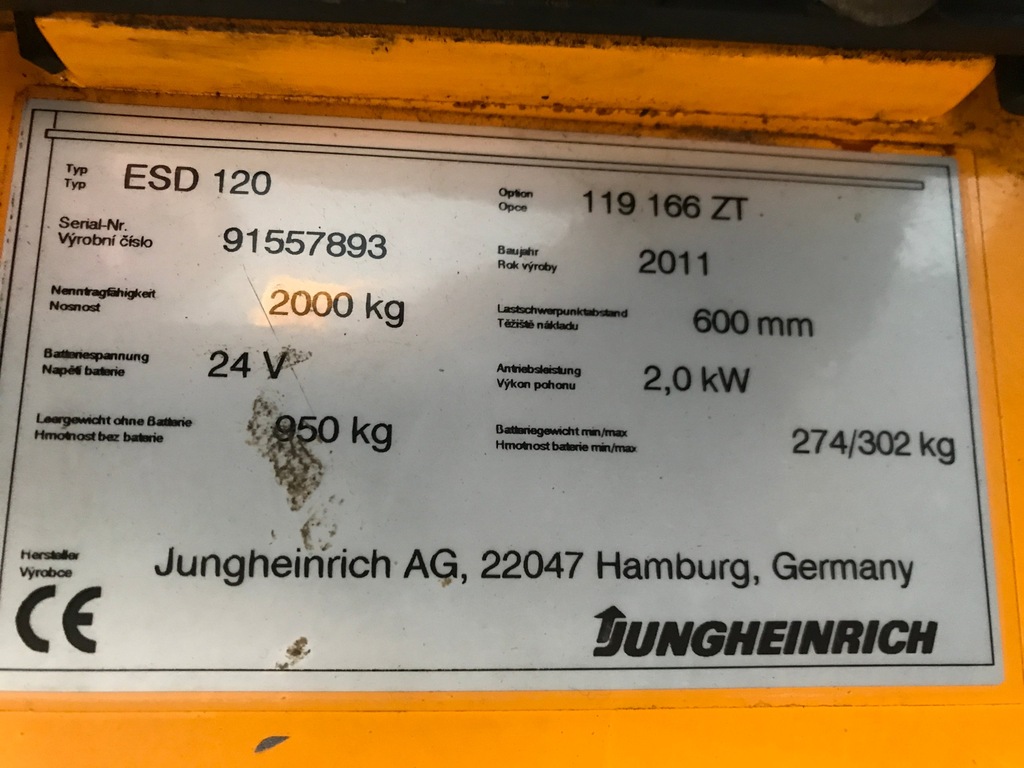 Typ
Typ
ESD 120
Option
Opce
119 166 ZT
Serial-Nr.
Výrobní číslo
91557893
Baujahr
Rok výroby
2011
Nenntragfähigkeit
Nosnost
2000 kg
Lastschwerpunktabstand
Těžiště nákladu
600 mm
Batteriespannung
Napětí baterie
24 V
Antriebsleistung
Výkon pohonu
2,0 kW
Leergewicht ohne Batterie
Hmotnost bez baterie
950 kg
Batteriegewicht min/max
Hmotnost baterie min/max
274/302 kg
Hersteller
Výrobce
Jungheinrich AG, 22047 Hamburg, Germany
CE
JUNGHEINRICH